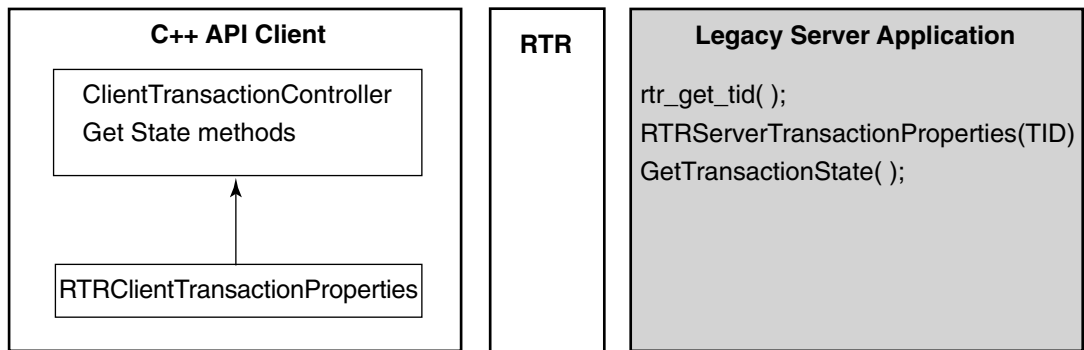 C++ API Client
ClientTransactionController
Get State methods
RTRClientTransactionProperties
RTR
Legacy Server Application
rtr_get_tid( );
RTRServerTransactionProperties(TID)
GetTransactionState( );